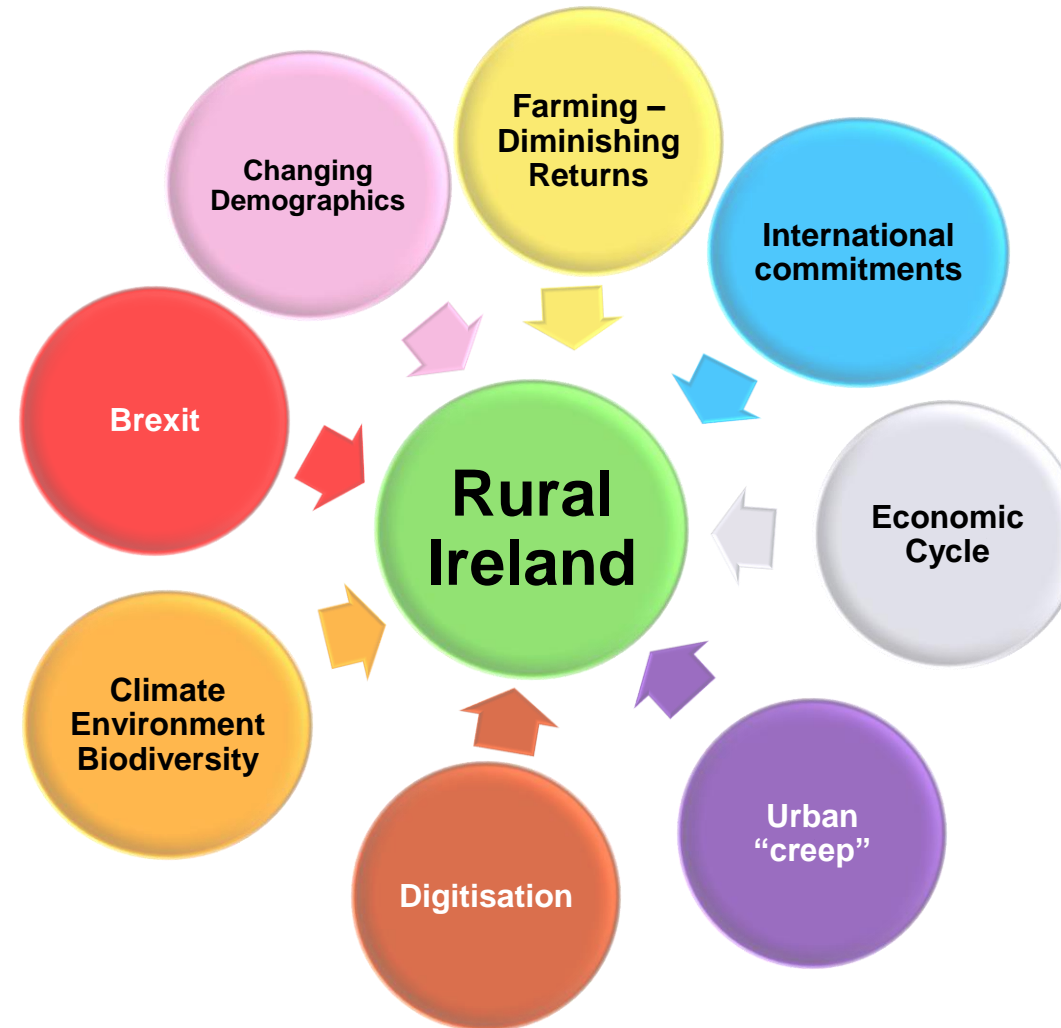 Farming –
Diminishing
Returns
Changing
Demographics
International
commitments
Brexit
Rural
Ireland
Economic
Cycle
Climate
Environment
Biodiversity
Urban
“creep”
Digitisation